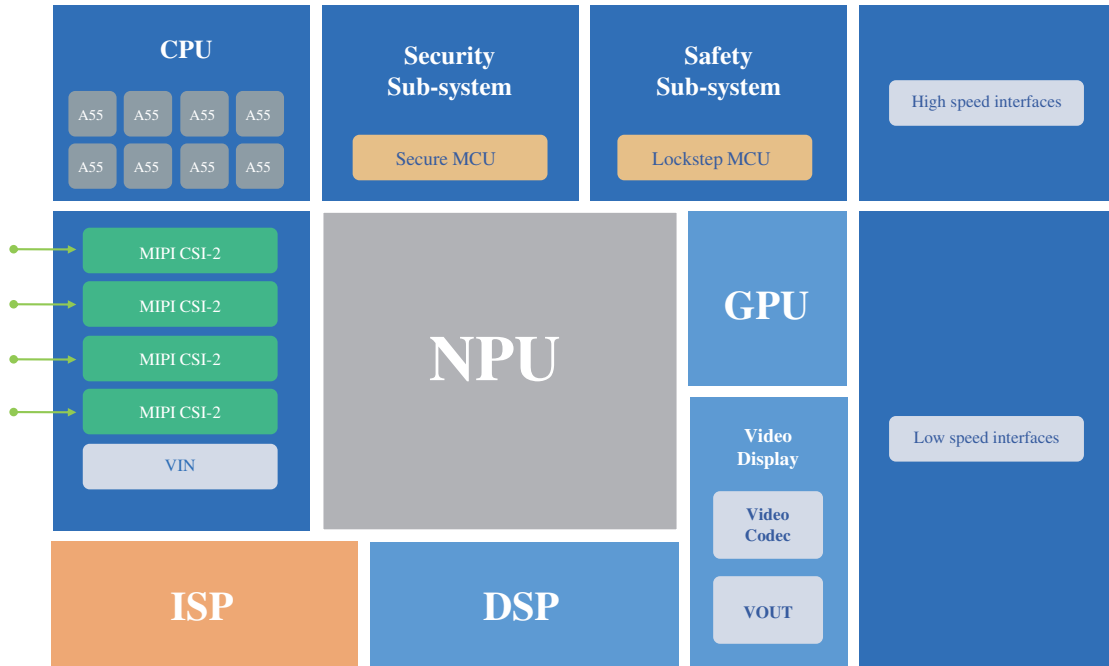 CPU
A55 A55 A55 A55
A55 A55 A55 A55
Security
Sub-system
Secure MCU
Safety
Sub-system
Lockstep MCU
High speed interfaces
MIPI CSI-2
MIPI CSI-2
MIPI CSI-2
MIPI CSI-2
VIN
NPU
GPU
Video
Display
Video
Codec
VOUT
Low speed interfaces
ISP
DSP